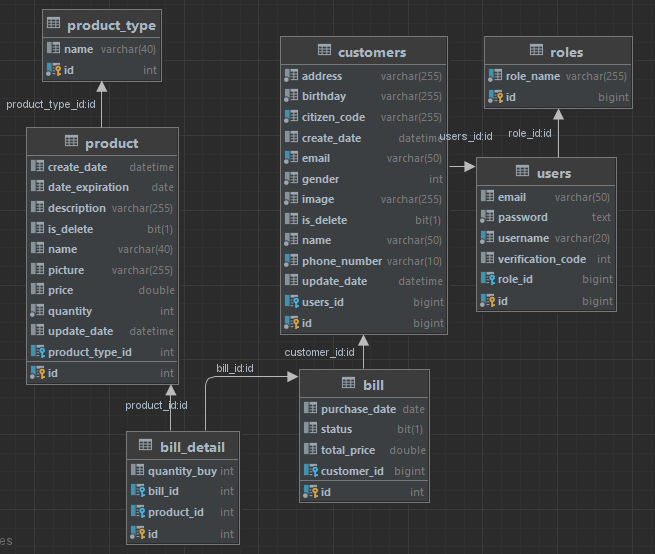 product_type
name varchar(40)
id int
product_type_id:id
product
create_date datetime
date_expiration date
description varchar(255)
is_delete bit(1)
name varchar(40)
picture varchar(255)
price double
quantity int
update_date datetime
product_type_id int
id int
product_id:id
bill_detail
quantity_buy int
bill_id int
product_id int
id int
bill_id:id
customers
address varchar(255)
birthday varchar(255)
citizen_code varchar(255)
create_date datetime
email varchar(50)
gender int
image varchar(255)
is_delete bit(1)
name varchar(50)
phone_number varchar(10)
update_date datetime
users_id bigint
id bigint
customer_id:id
bill
purchase_date date
status bit(1)
total_price double
customer_id bigint
id int
roles
role_name varchar(255)
id bigint
users_id:id
role_id:id
users
email varchar(50)
password text
username varchar(20)
verification_code int
role_id bigint
id bigint
es